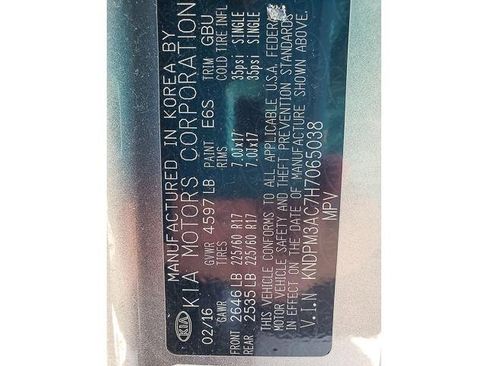 KIA
MANUFACTURED IN KOREA BY
KIA MOTORS CORPORATION
02/16 GVWR 4597 LB PAINT E6S TRIM GBU
GAWR TIRES RIMS COLD TIRE INFL
FRONT 2646 LB 225/60 R17 7.0Jx17 35psi SINGLE
REAR 2535 LB 225/60 R17 7.0Jx17 35psi SINGLE
THIS VEHICLE CONFORMS TO ALL APPLICABLE U.S.A. FEDERAL
MOTOR VEHICLE SAFETY AND THEFT PREVENTION STANDARDS
IN EFFECT ON THE DATE OF MANUFACTURE SHOWN ABOVE.
V.I.N KNDPM3AC7H7065038
MPV